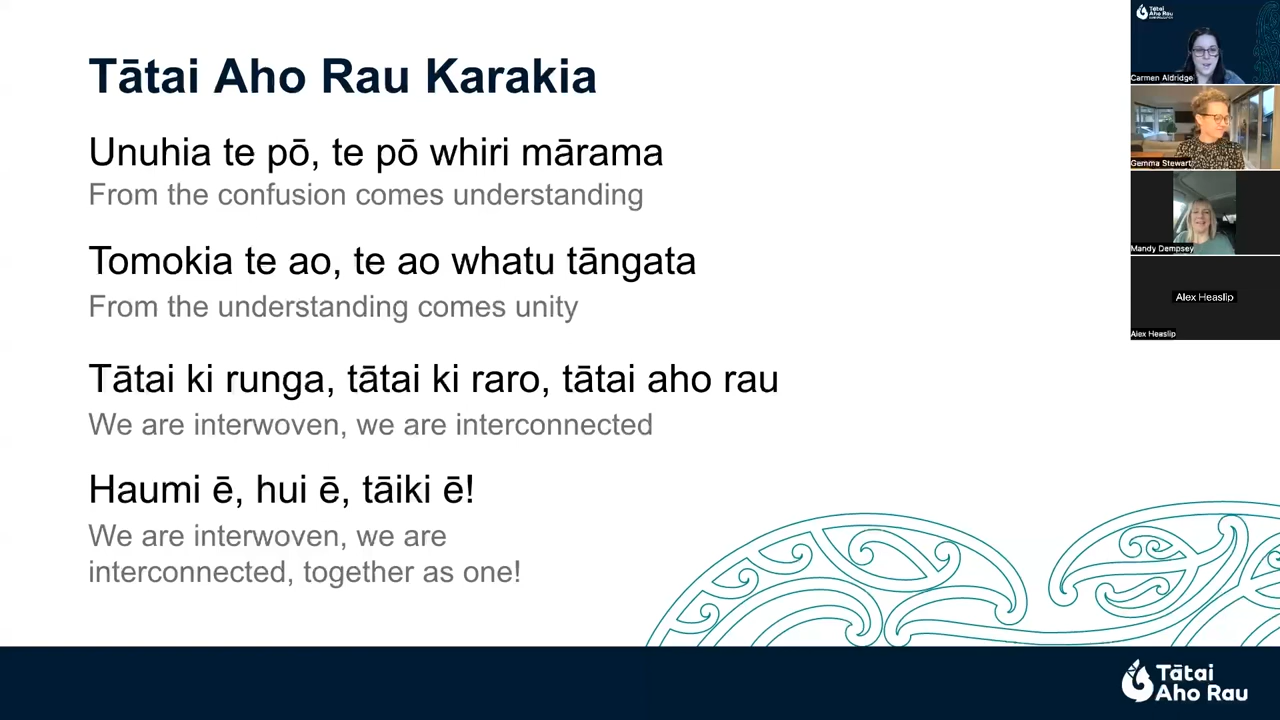 Tātai Aho Rau Karakia
Unuhia te pō, te pō whiri mārama
From the confusion comes understanding
Tomokia te ao, te ao whatu tāngata
From the understanding comes unity
Tātai ki runga, tātai ki raro, tātai aho rau
We are interwoven, we are interconnected
Haumi ē, hui ē, tāiki ē!
We are interwoven, we are
interconnected, together as one!
Tātai
Aho Rau
Carmen Aldridge
Gemma Stewart
Mandy Dempsey
Alex Heaslip
Alex Heaslip
Tātai
Aho Rau